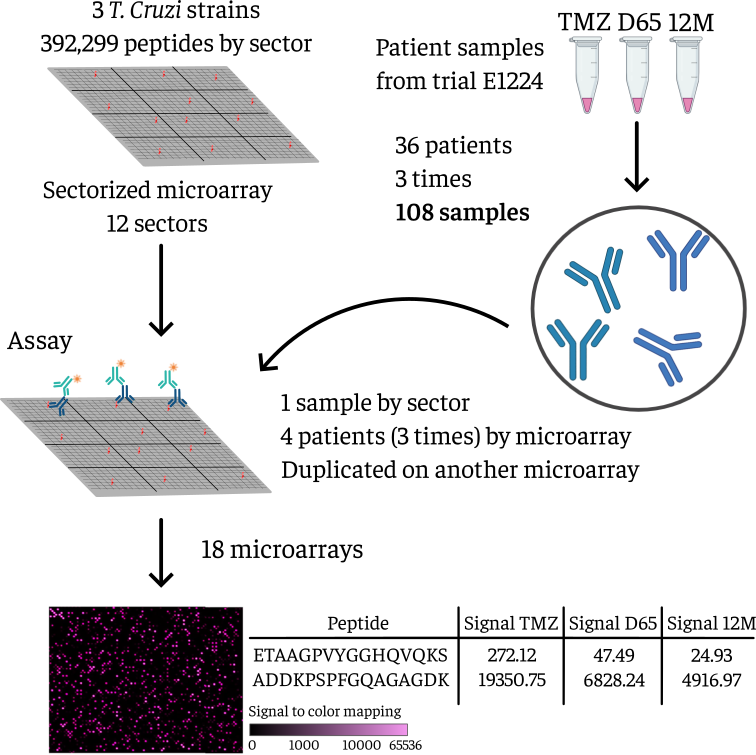 3 T. Cruzi strains
392,299 peptides by sector
Sectorized microarray
12 sectors
TMZ D65 12M
Patient samples
from trial E1224
36 patients
3 times
108 samples
Assay
1 sample by sector
4 patients (3 times) by microarray
Duplicated on another microarray
18 microarrays
Peptide Signal TMZ Signal D65 Signal 12M
ETAAGPVYGGHQVQKS 272.12 47.49 24.93
ADDKPSPFGQAGAGDK 19350.75 6828.24 4916.97
Signal to color mapping
0 1000 10000 65536